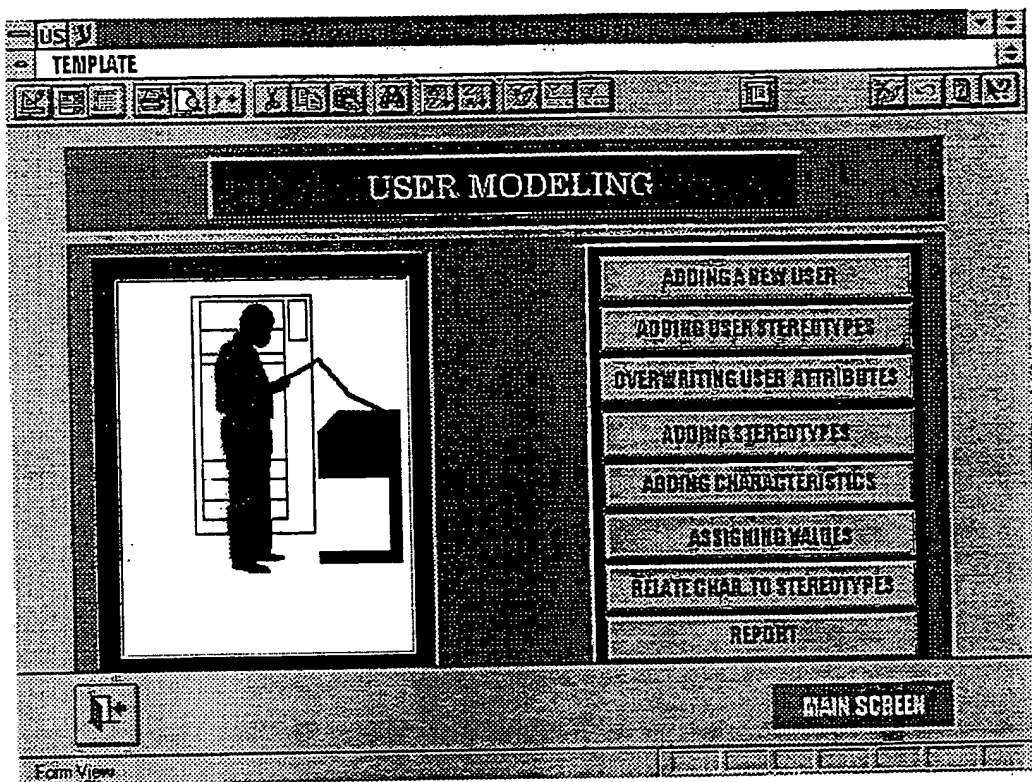 US
TEMPLATE
USER MODELING
ADDING A NEW USER
ADDING USER STEREOTYPES
OVERWRITING USER ATTRIBUTES
ADDING STEREOTYPES
ADDING CHARACTERISTICS
ASSIGNING VALUES
RELATE CHAR. TO STEREOTYPES
REPORT
MAIN SCREEN
Form View